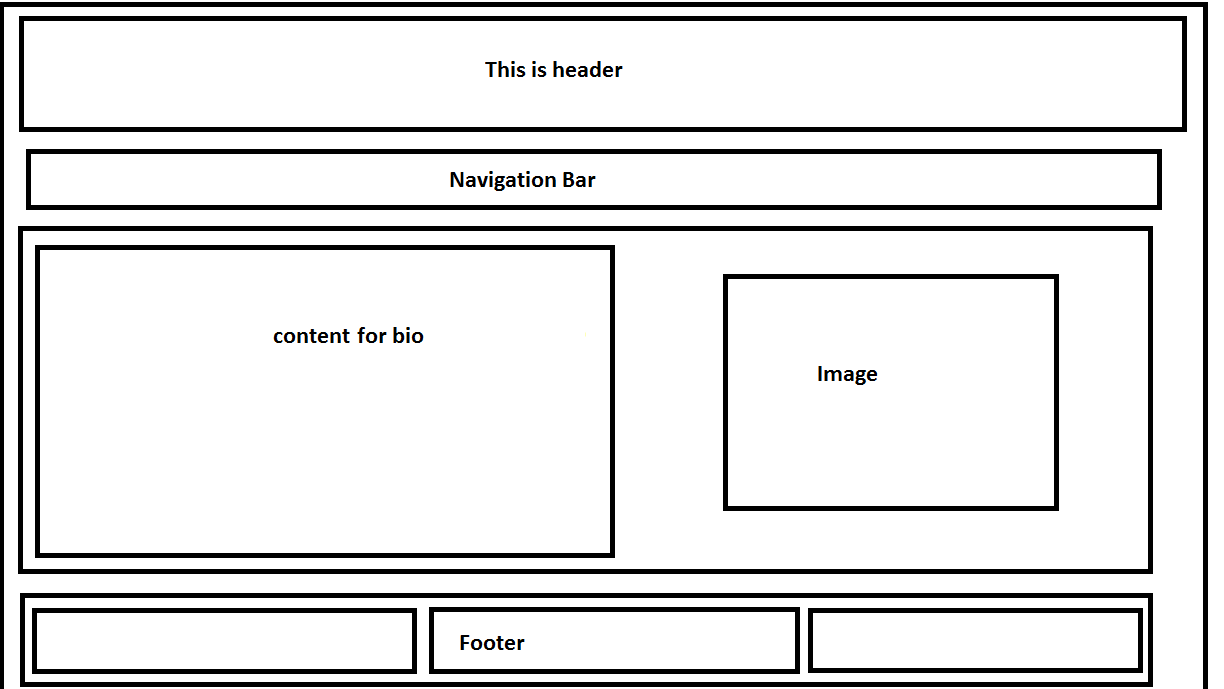 This is header
Navigation Bar
content for bio
Image
Footer